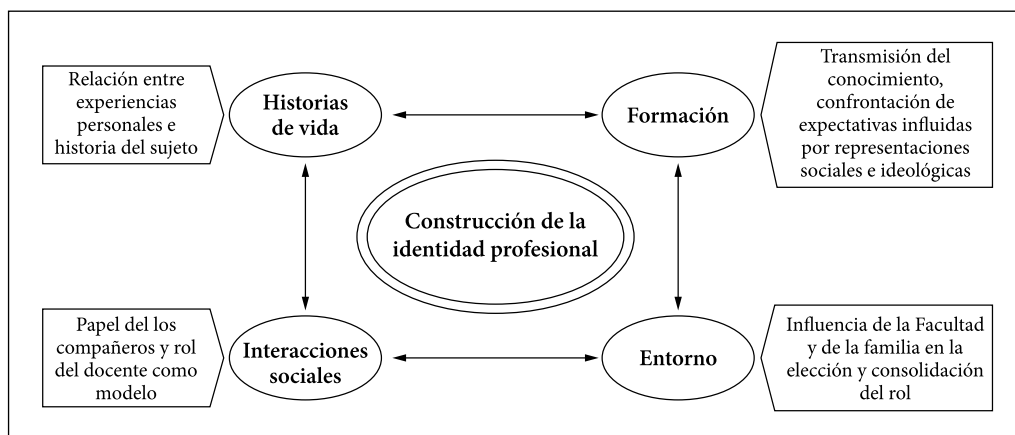 Relación entre
experiencias
personales e
historia del sujeto
Historias
de vida
Formación
Transmisión del
conocimiento,
confrontación de
expectativas influidas
por representaciones
sociales e ideológicas
Construcción de la
identidad profesional
Papel del los
compañeros y rol
del docente como
modelo
Interacciones
sociales
Entorno
Influencia de la Facultad
y de la familia en la
elección y consolidación
del rol